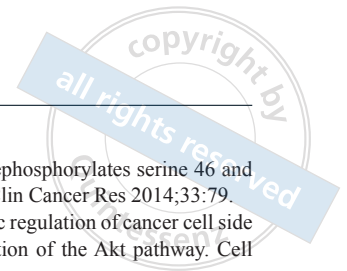 copyright by
all rights reserved
Quintessenz
ephosphorylates serine 46 and
lin Cancer Res 2014;33:79.
c regulation of cancer cell side
tion of the Akt pathway. Cell